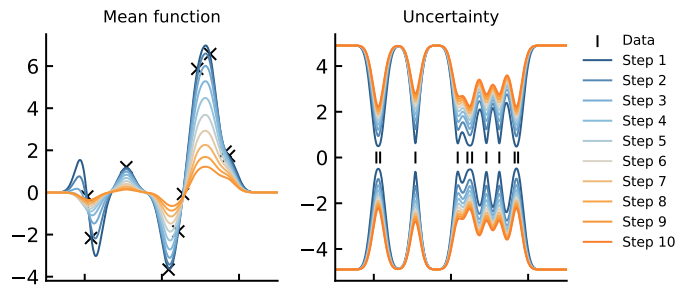 Mean function
6
4
2
0
−2
−4
Uncertainty
4
2
0
−2
−4
Data
Step 1
Step 2
Step 3
Step 4
Step 5
Step 6
Step 7
Step 8
Step 9
Step 10